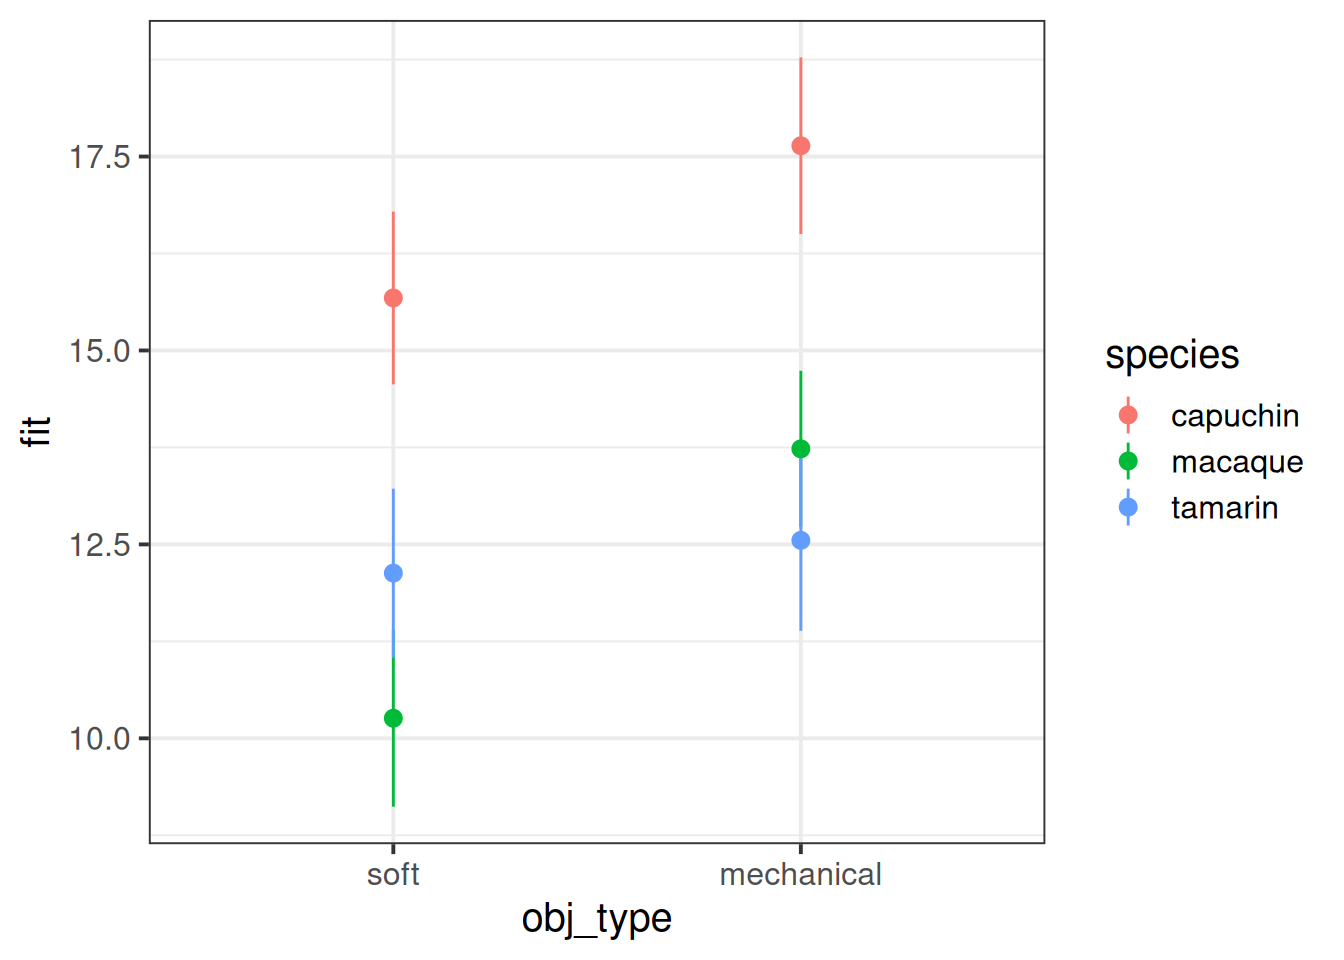 17.5
15.0
12.5
10.0
fit
soft
mechanical
obj_type
species
capuchin
macaque
tamarin